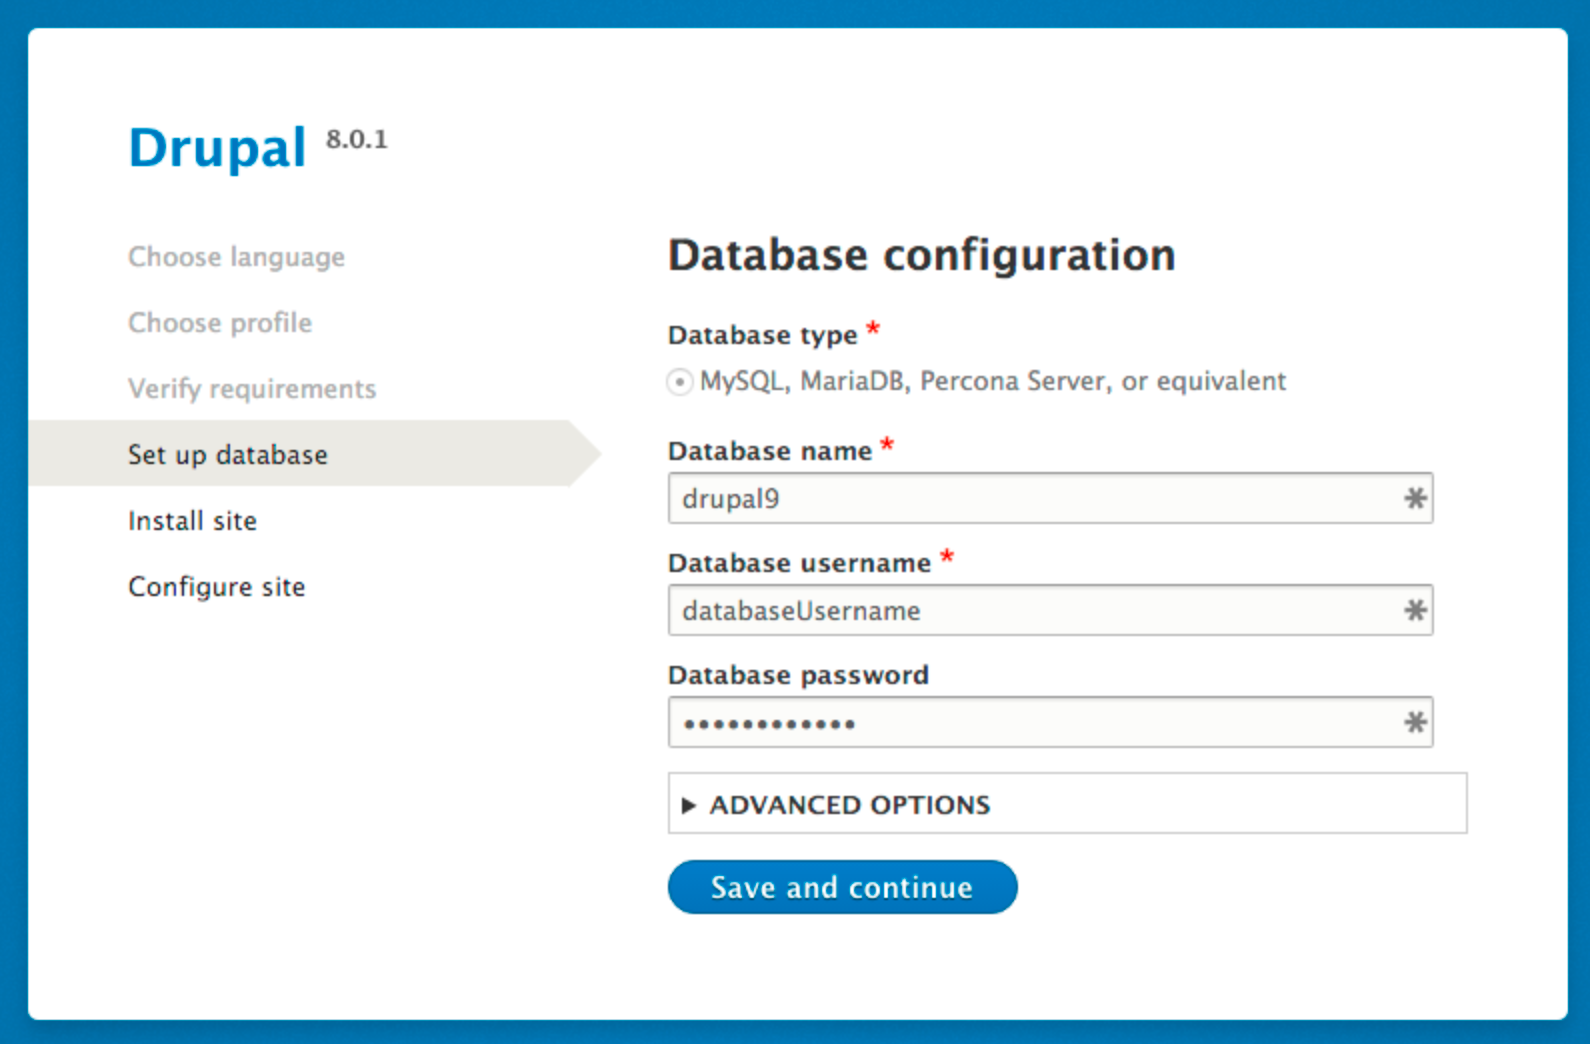 Drupal 8.0.1
Choose language
Choose profile
Verify requirements
Set up database
Install site
Configure site
Database configuration
Database type *
MySQL, MariaDB, Percona Server, or equivalent
Database name *
drupal9
Database username *
databaseUsername
Database password
••••••••••••
ADVANCED OPTIONS
Save and continue